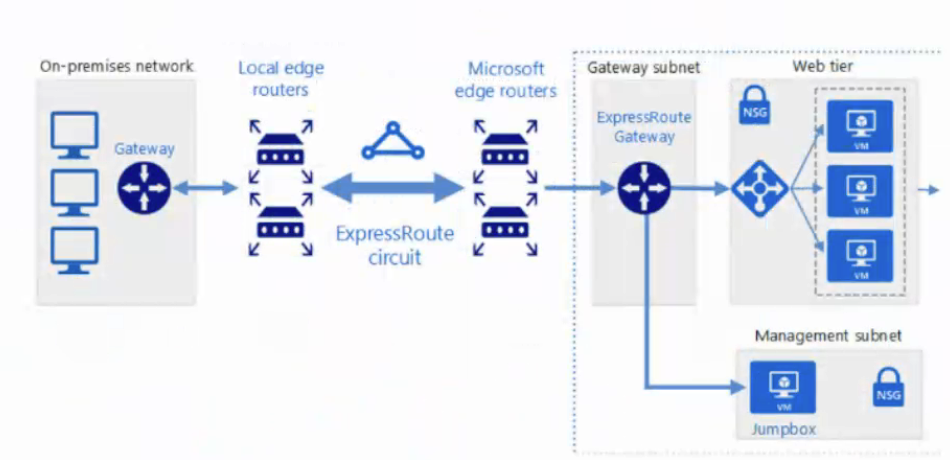 On-premises network
Gateway
Local edge
routers
ExpressRoute
circuit
Microsoft
edge routers
Gateway subnet
ExpressRoute
Gateway
Web tier
NSG
VM
VM
VM
Management subnet
VM
Jumpbox
NSG